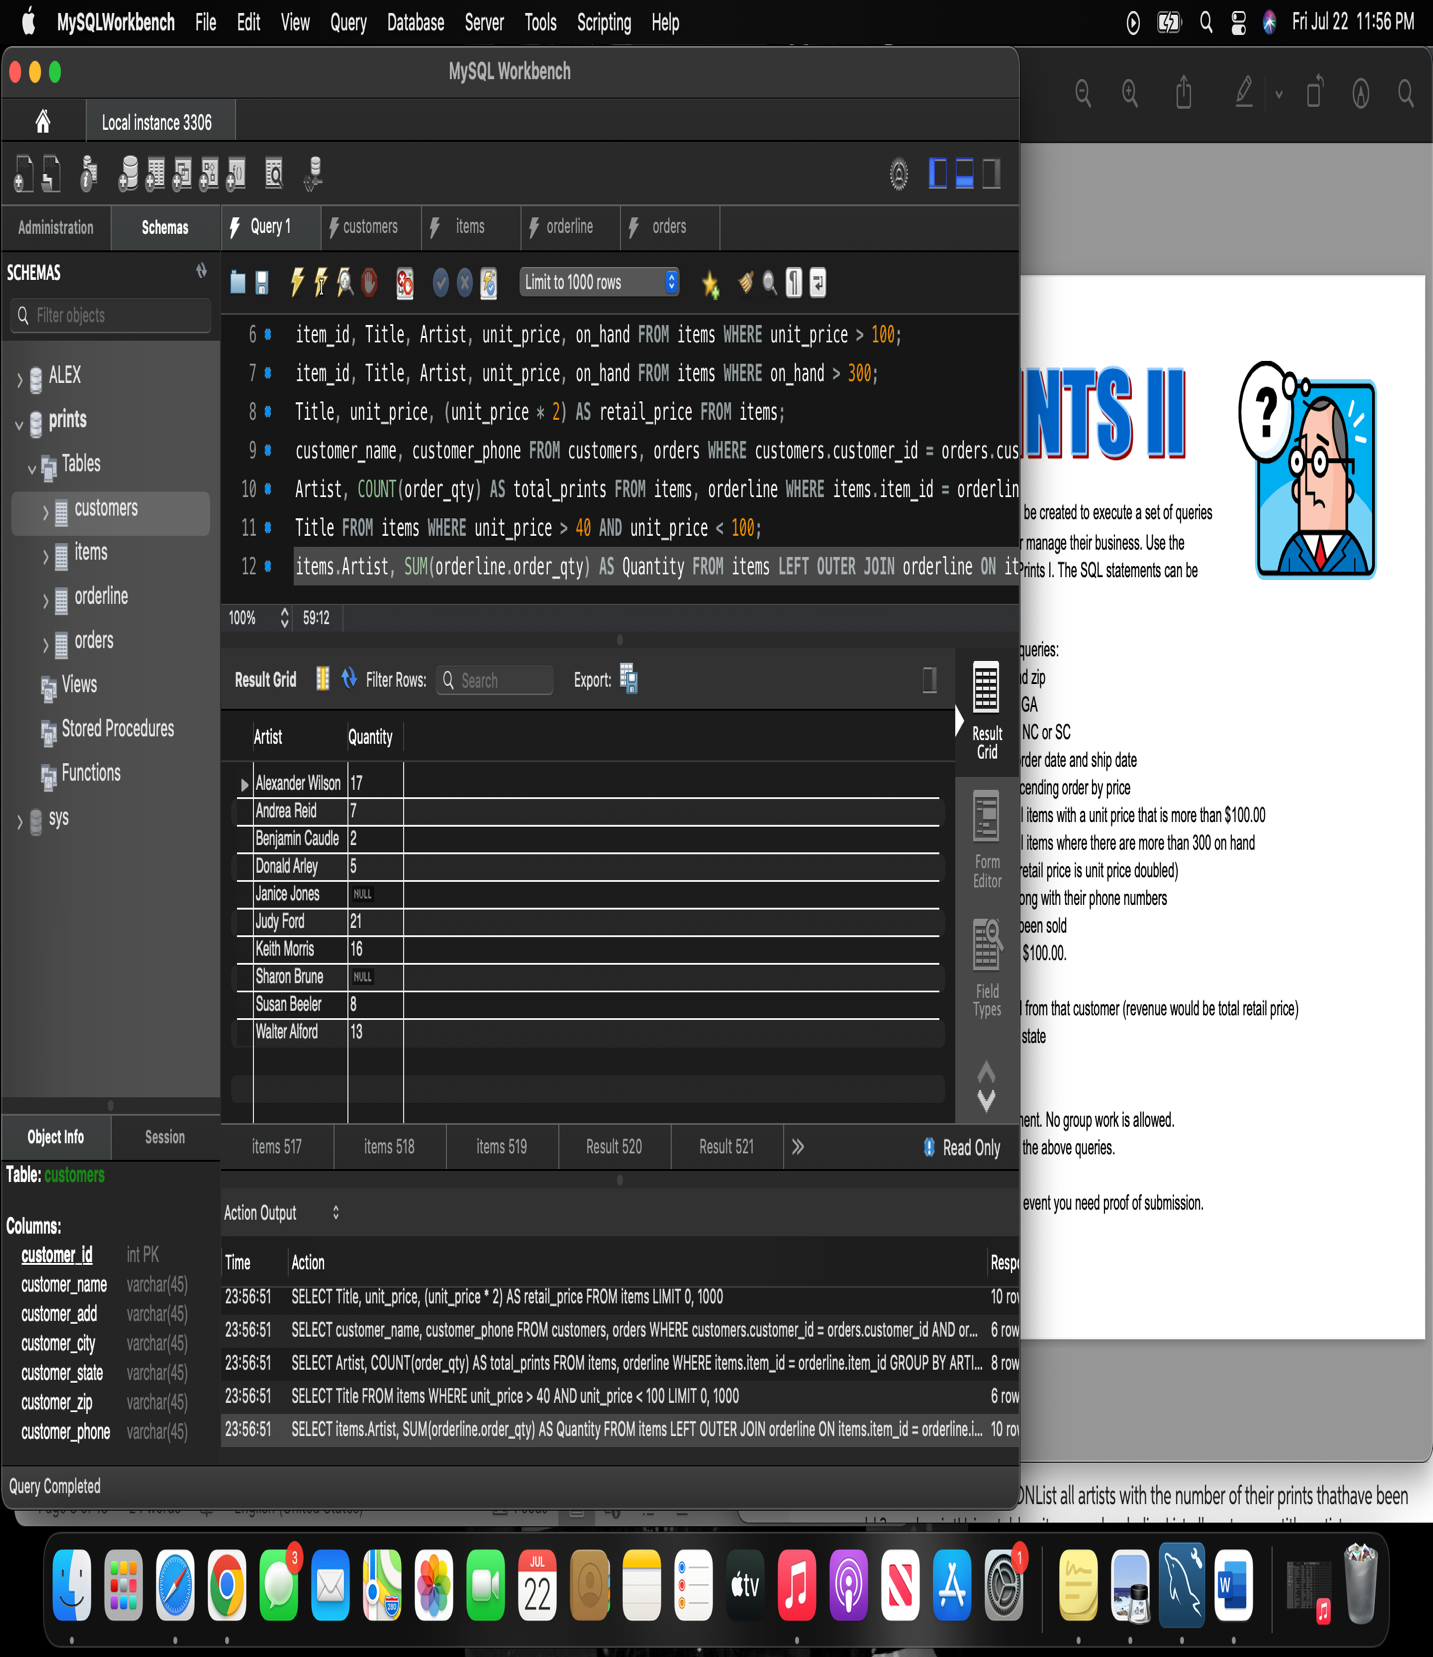 MySQLWorkbench File Edit View Query Database Server Tools Scripting Help
Fri Jul 22 11:56 PM
MySQL Workbench
Local instance 3306
Administration Schemas
Query 1 customers items orderline orders
SCHEMAS
Filter objects
Limit to 1000 rows
ALEX
prints
Tables
customers
items
orderline
orders
Views
Stored Procedures
Functions
sys
6 item_id, Title, Artist, unit_price, on_hand FROM items WHERE unit_price > 100;
7 item_id, Title, Artist, unit_price, on_hand FROM items WHERE on_hand > 300;
8 Title, unit_price, (unit_price * 2) AS retail_price FROM items;
9 customer_name, customer_phone FROM customers, orders WHERE customers.customer_id = orders.cus
10 Artist, COUNT(order_qty) AS total_prints FROM items, orderline WHERE items.item_id = orderlin
11 Title FROM items WHERE unit_price > 40 AND unit_price < 100;
12 items.Artist, SUM(orderline.order_qty) AS Quantity FROM items LEFT OUTER JOIN orderline ON it
100% 59:12
Result Grid Filter Rows: Search Export:
Artist Quantity
Alexander Wilson 17
Andrea Reid 7
Benjamin Caudle 2
Donald Arley 5
Janice Jones NULL
Judy Ford 21
Keith Morris 16
Sharon Brune NULL
Susan Beeler 8
Walter Alford 13
Result
Grid
Form
Editor
Field
Types
items 517 items 518 items 519 Result 520 Result 521 Read Only
Object Info Session
Table: customers
Columns:
customer_id int PK
customer_name varchar(45)
customer_add varchar(45)
customer_city varchar(45)
customer_state varchar(45)
customer_zip varchar(45)
customer_phone varchar(45)
Action Output
Time Action Respo
23:56:51 SELECT Title, unit_price, (unit_price * 2) AS retail_price FROM items LIMIT 0, 1000 10 rov
23:56:51 SELECT customer_name, customer_phone FROM customers, orders WHERE customers.customer_id = orders.customer_id AND or... 6 row
23:56:51 SELECT Artist, COUNT(order_qty) AS total_prints FROM items, orderline WHERE items.item_id = orderline.item_id GROUP BY ARTI... 8 row
23:56:51 SELECT Title FROM items WHERE unit_price > 40 AND unit_price < 100 LIMIT 0, 1000 6 row
23:56:51 SELECT items.Artist, SUM(orderline.order_qty) AS Quantity FROM items LEFT OUTER JOIN orderline ON items.item_id = orderline.i... 10 rov
Query Completed
NTS II
?
be created to execute a set of queries
r manage their business. Use the
Prints I. The SQL statements can be
queries:
d zip
GA
NC or SC
order date and ship date
cending order by price
l items with a unit price that is more than $100.00
l items where there are more than 300 on hand
retail price is unit price doubled)
ong with their phone numbers
been sold
$100.00.
l from that customer (revenue would be total retail price)
state
nent. No group work is allowed.
the above queries.
event you need proof of submission.
ONList all artists with the number of their prints thathave been
3
JUL
22
280
tv
1
W